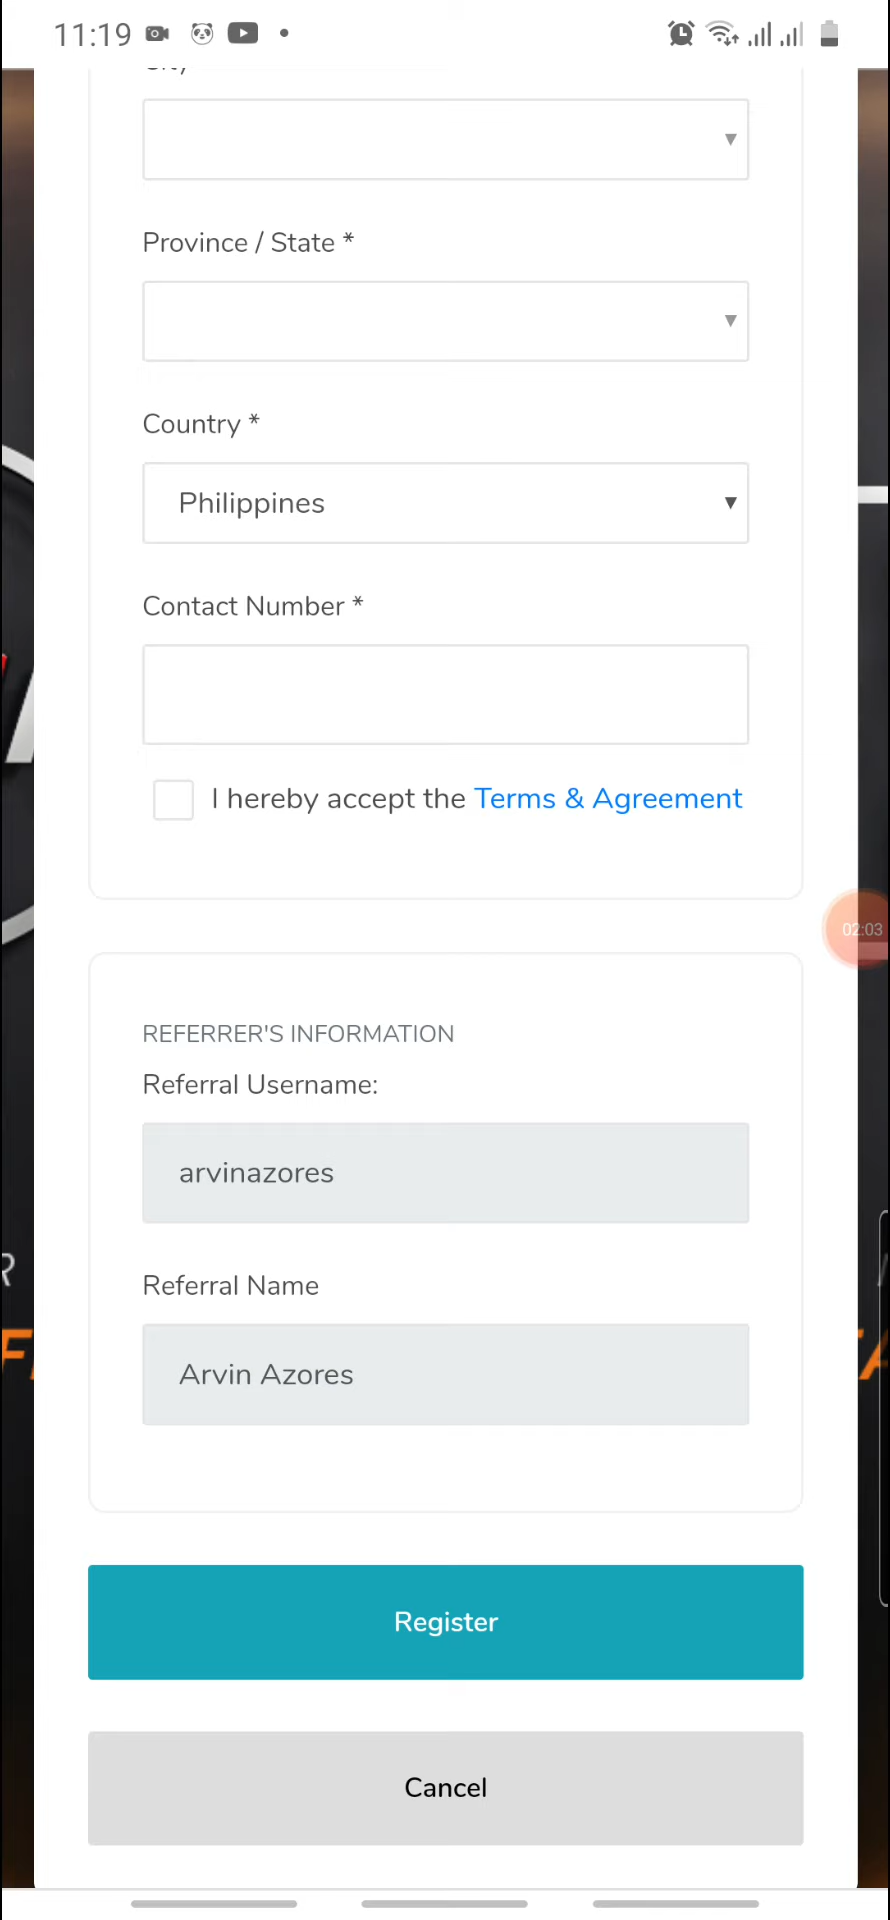 11:19
City
Province / State *
Country *
Philippines
Contact Number *
I hereby accept the Terms & Agreement
02:03
REFERRER'S INFORMATION
Referral Username:
arvinazores
R
Referral Name
F
Arvin Azores
Register
Cancel